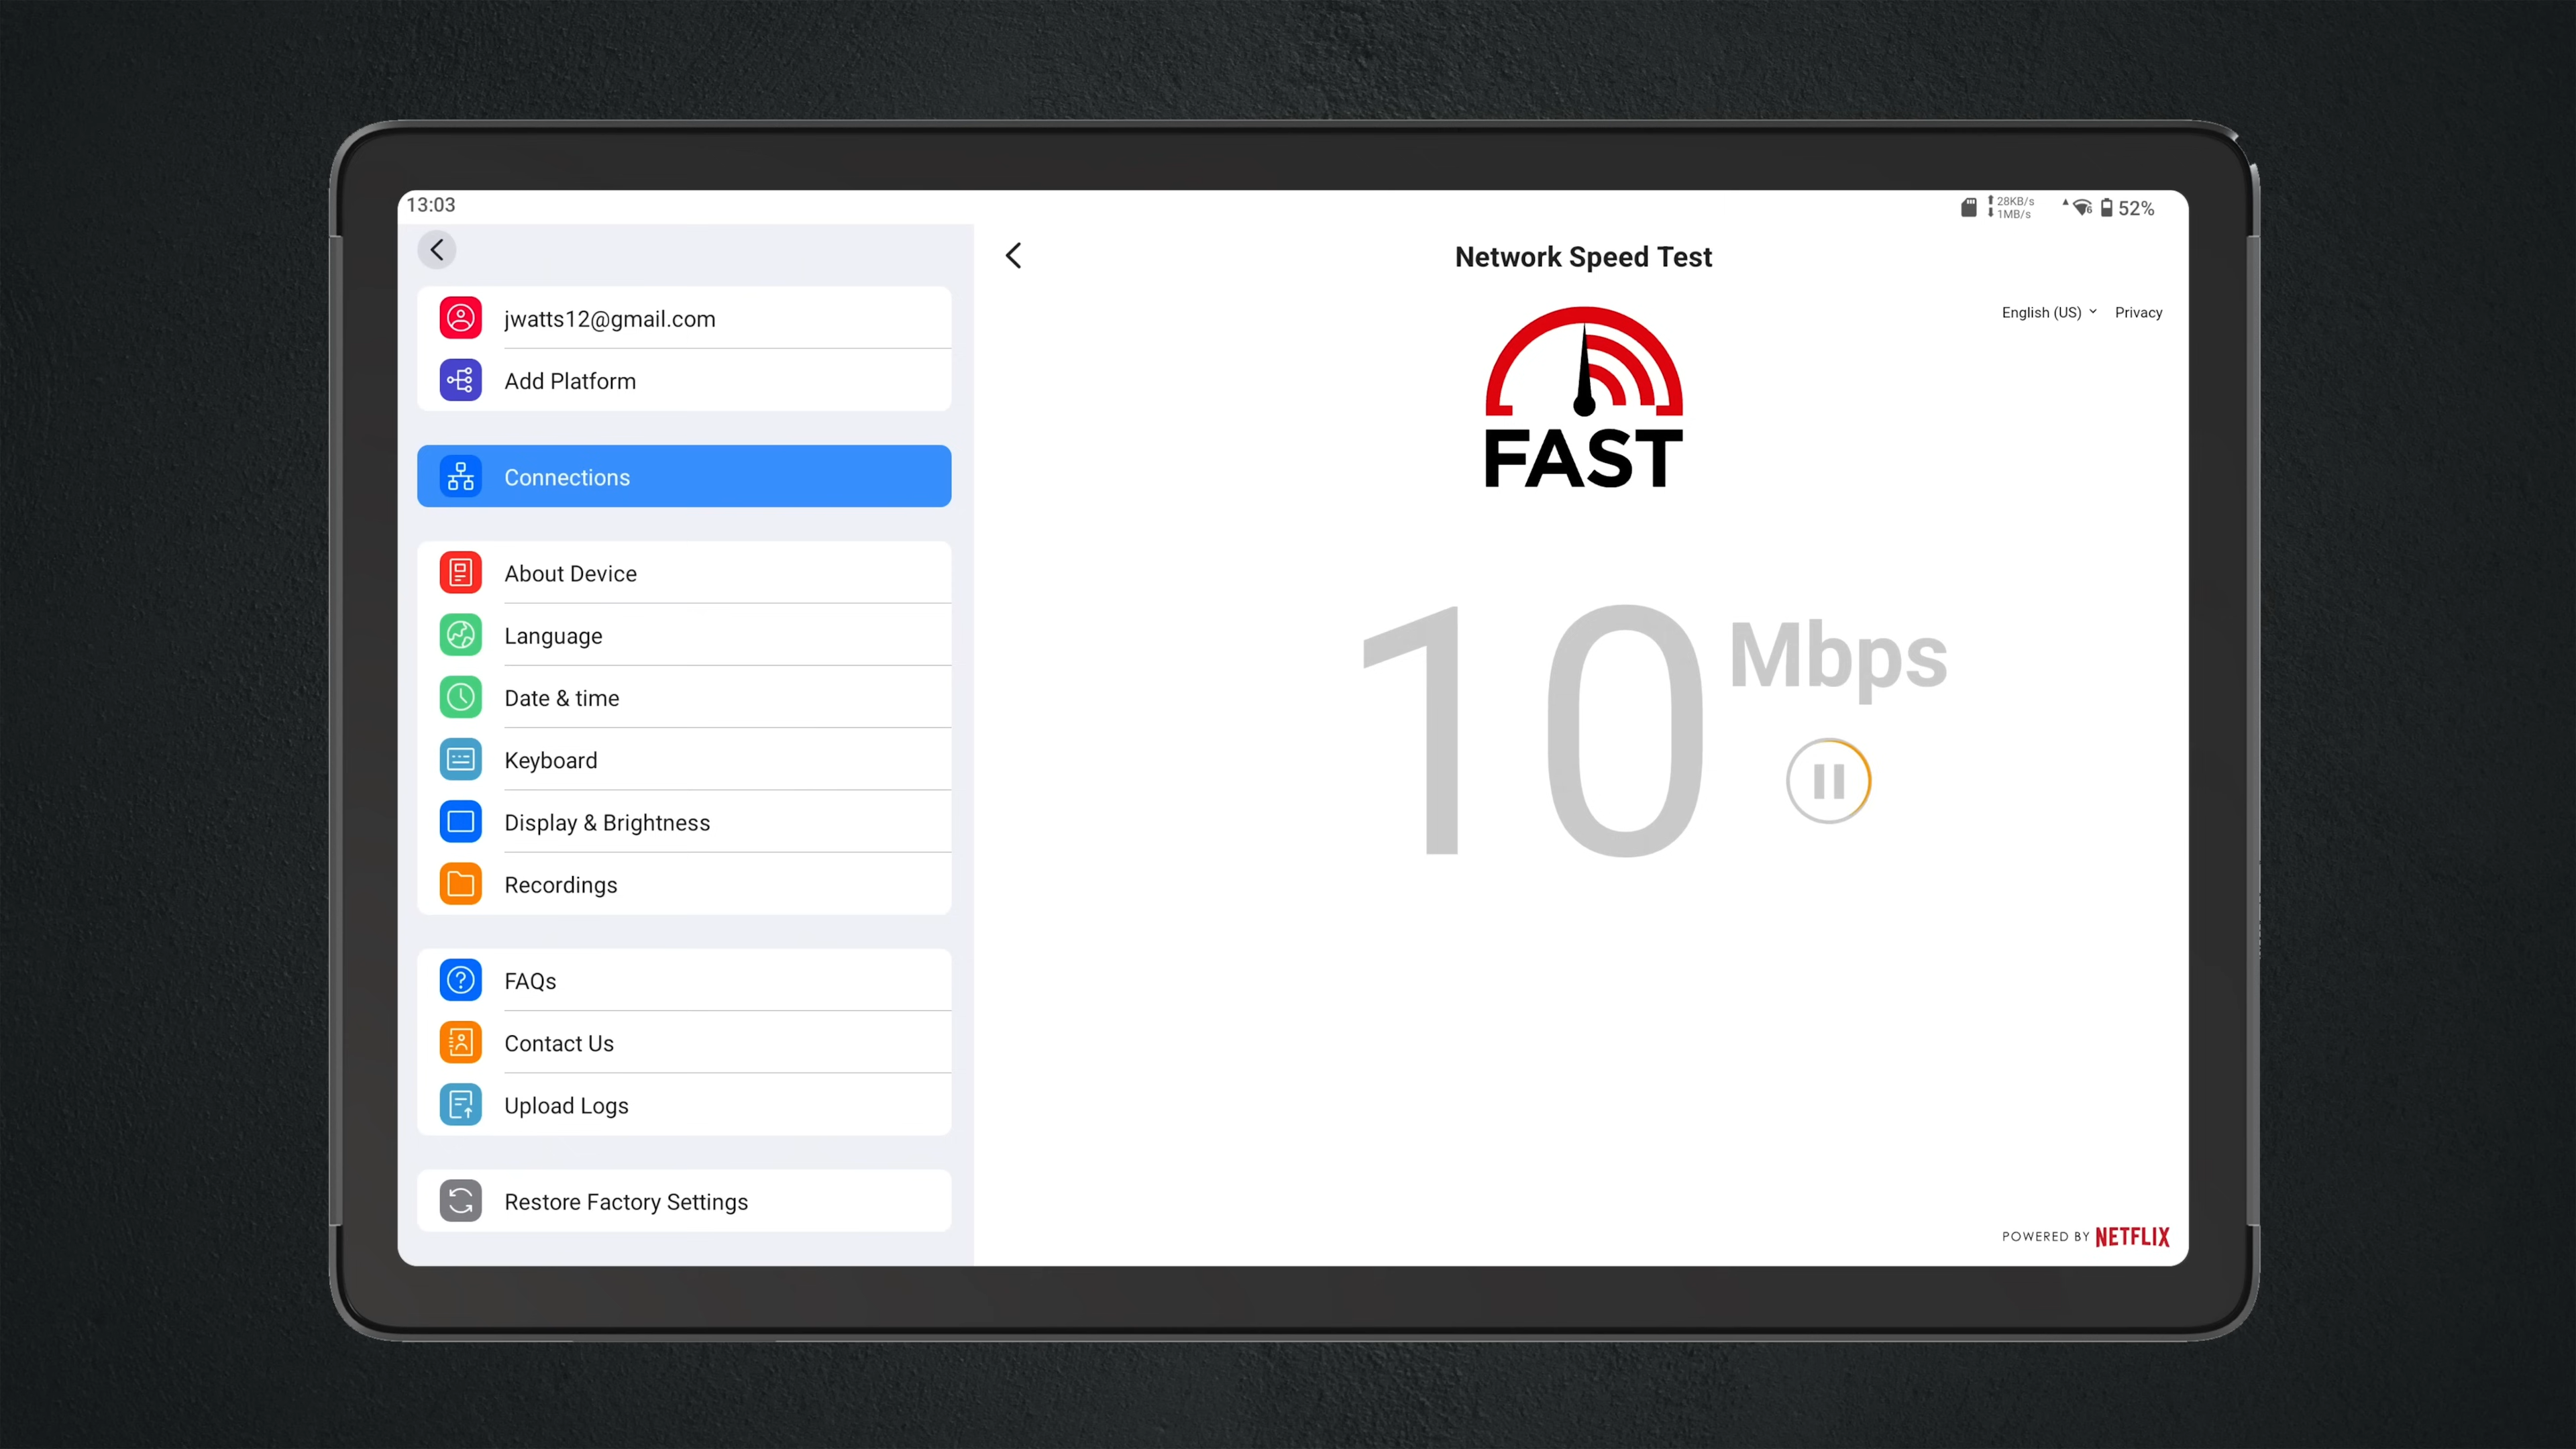 13:03
28KB/s
1MB/s
6
52%
jwatts12@gmail.com
Add Platform
Connections
About Device
Language
Date & time
Keyboard
Display & Brightness
Recordings
FAQs
Contact Us
Upload Logs
Restore Factory Settings
Network Speed Test
English (US) Privacy
FAST
10 Mbps
POWERED BY NETFLIX